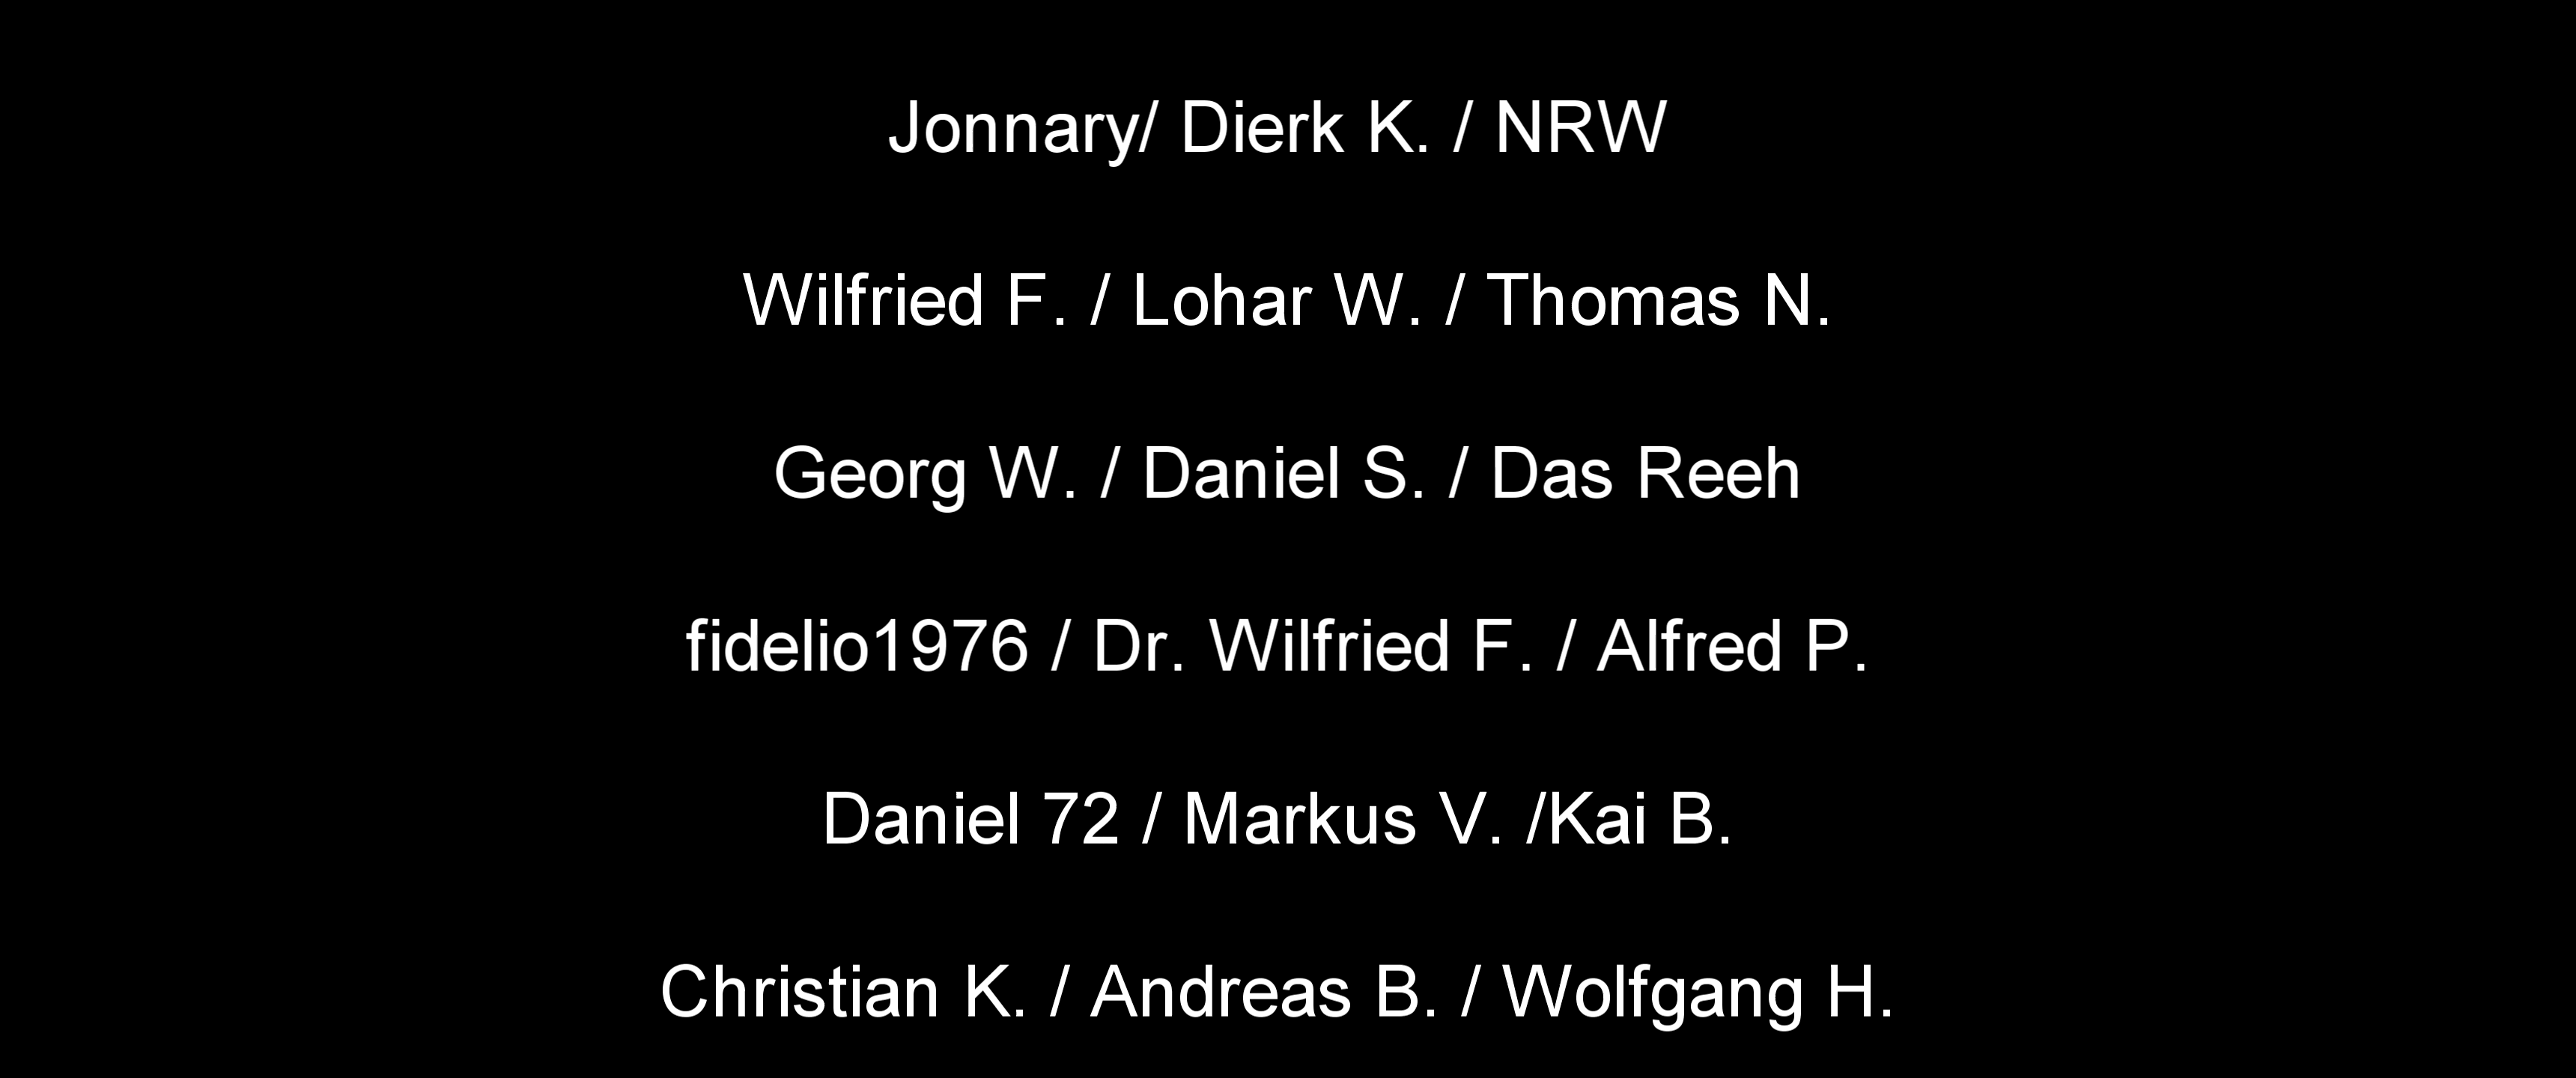 Jonnary/ Dierk K. / NRW
Wilfried F. / Lohar W. / Thomas N.
Georg W. / Daniel S. / Das Reeh
fidelio1976 / Dr. Wilfried F. / Alfred P.
Daniel 72 / Markus V. /Kai B.
Christian K. / Andreas B. / Wolfgang H.